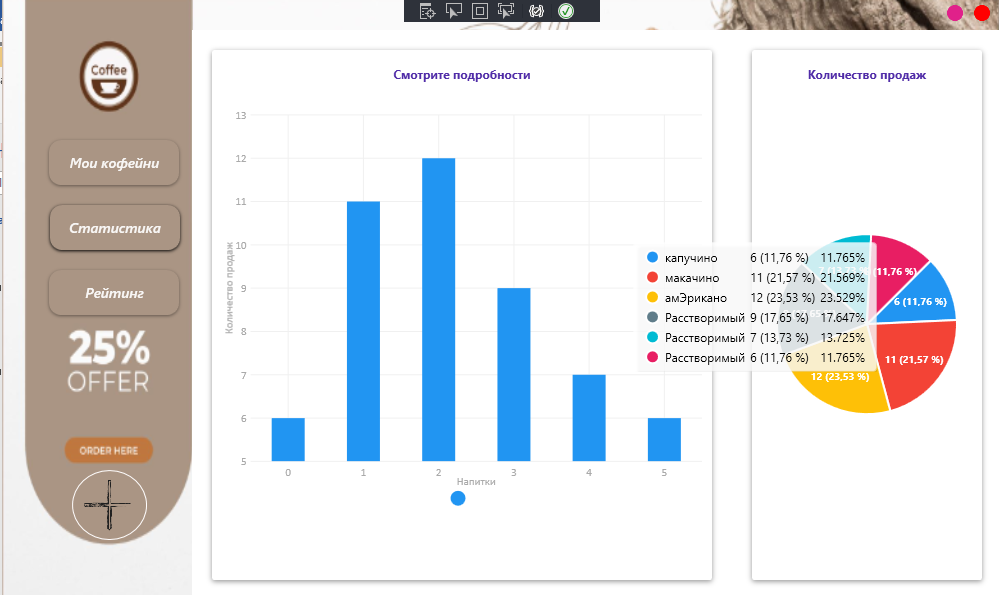 Coffee
Мои кофейни
Статистика
Рейтинг
25%
OFFER
ORDER HERE
Смотрите подробности
Количество продаж
13
12
11
10
9
8
7
6
5
0 1 2 3 4 5
Напитки
Количество продаж
капучино 6 (11,76 %) 11.765%
макачино 11 (21,57 %) 21.569%
амЭрикано 12 (23,53 %) 23.529%
Растворимый 9 (17,65 %) 17.647%
Растворимый 7 (13,73 %) 13.725%
Растворимый 6 (11,76 %) 11.765%
11,76 %)
6 (11,76 %)
11 (21,57 %)
12 (23,53 %)